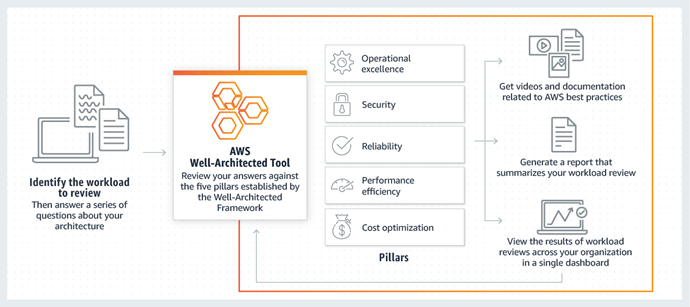 Identify the workload
to review
Then answer a series of
questions about your
architecture
AWS
Well-Architected Tool
Review your answers against
the five pillars established by
the Well-Architected
Framework
Operational
excellence
Security
Reliability
Performance
efficiency
$
Cost optimization
Pillars
Get videos and documentation
related to AWS best practices
Generate a report that
summarizes your workload review
View the results of workload
reviews across your organization
in a single dashboard